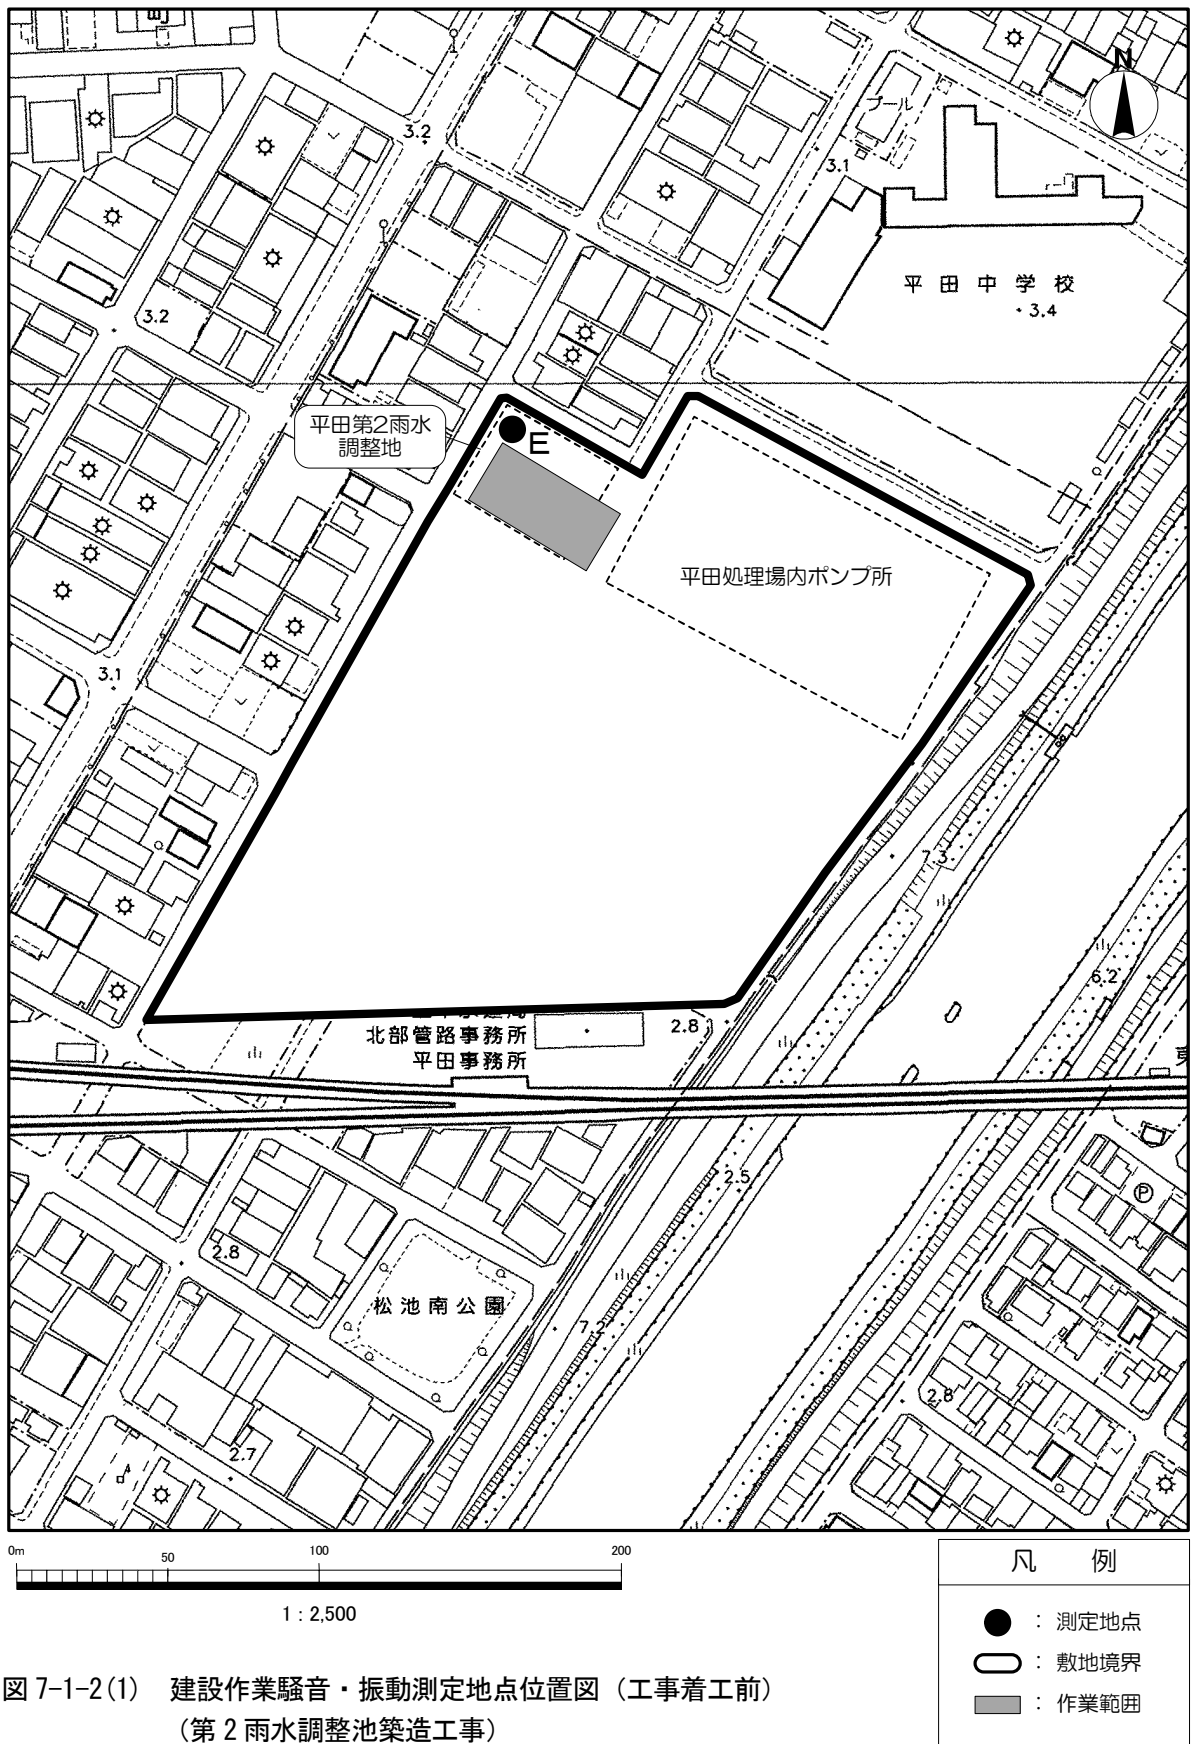 N
プール
3.2
3.1
平田中学校
3.4
3.2
平田第2雨水
調整地
E
平田処理場内ポンプ所
3.1
7.3
6.2
北部管路事務所
平田事務所
2.8
2.5
P
2.8
松池南公園
7.2
2.8
2.7
0m 50 100 200
1:2,500
凡 例
: 測定地点
: 敷地境界
: 作業範囲
図 7-1-2(1) 建設作業騒音・振動測定地点位置図(工事着工前)
(第2雨水調整池築造工事)